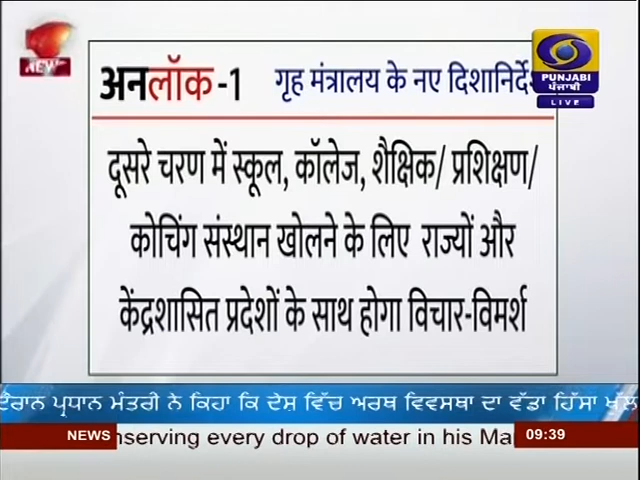 NEWS
अनलॉक-1 गृह मंत्रालय के नए
PUNJABI
ਪੰਜਾਬੀ
LIVE
दूसरे चरण में स्कूल, कॉलेज, शैक्षिक/ प्रशिक्षण/
कोचिंग संस्थान खोलने के लिए राज्यों और
केंद्रशासित प्रदेशों के साथ होगा विचार-विमर्श
ਪ੍ਰਧਾਨ ਮੰਤਰੀ ਨੇ ਕਿਹਾ ਕਿ ਦੇਸ਼ ਵਿੱਚ ਅਰਥ ਵਿਵਸਥਾ ਦਾ ਵੱਡਾ ਹਿੱਸਾ
NEWS every drop of water in his 09:39